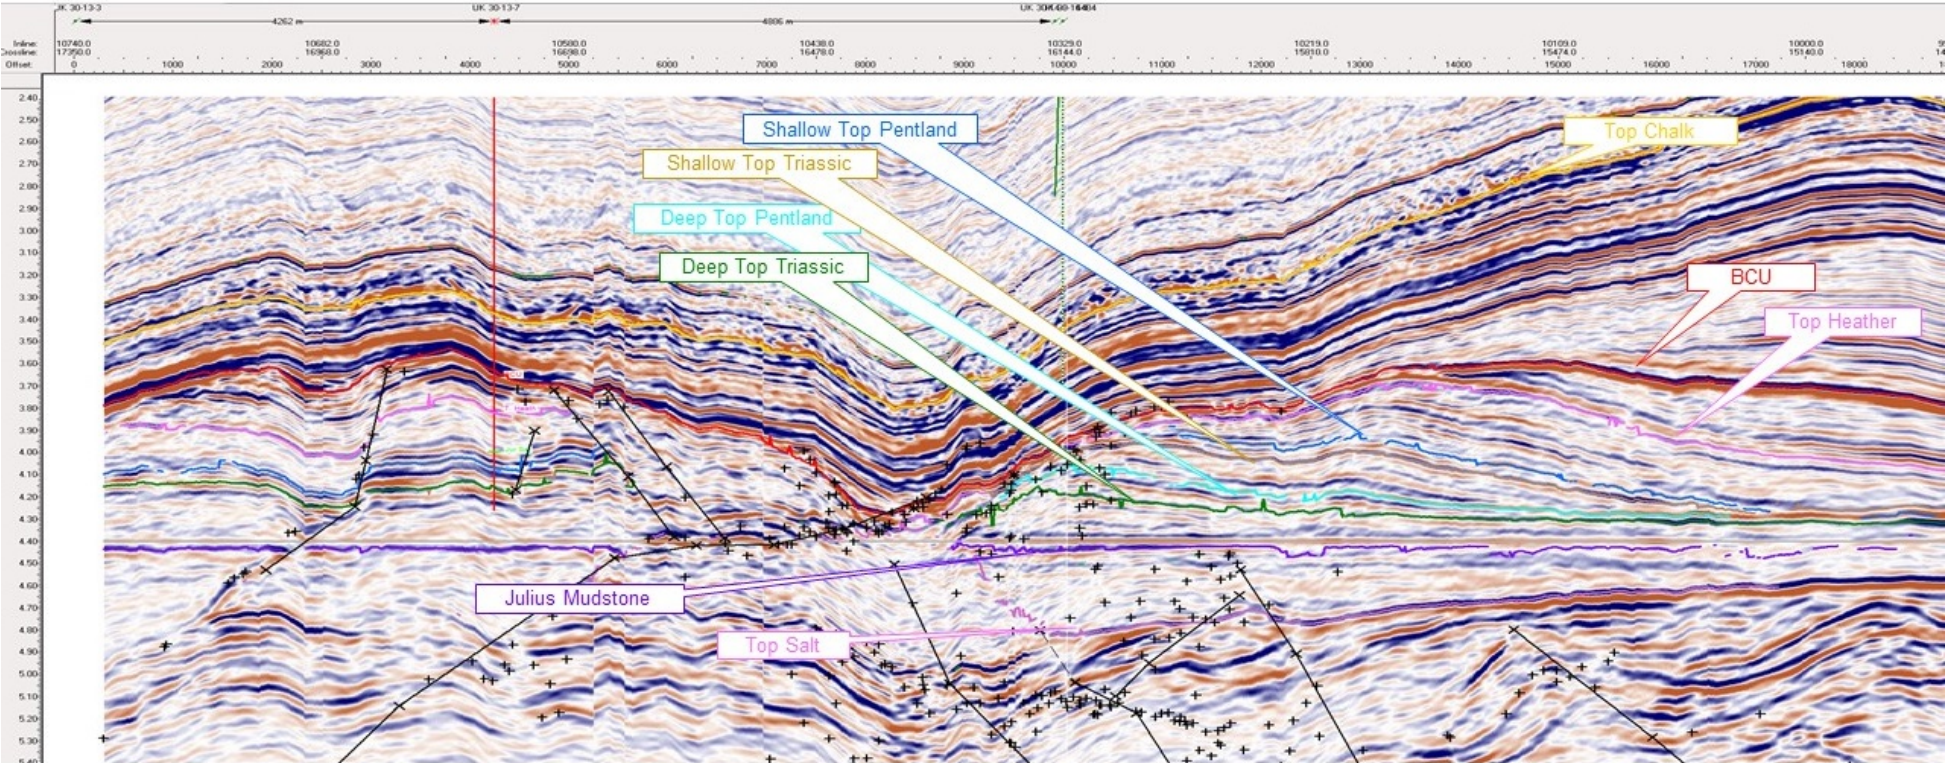 UK 30-13-3 UK 30-13-7
4262 m 4806 m
Inline: 10740.0 10682.0 10580.0 10438.0 10329.0 10219.0 10109.0 10000.0
Crossline: 17350.0 16968.0 16698.0 16478.0 16144.0 15810.0 15474.0 15140.0
Offset: 0 1000 2000 3000 4000 5000 6000 7000 8000 9000 10000 11000 12000 13000 14000 15000 16000 17000 18000
2.40
2.50
2.60
2.70
2.80
2.90
3.00
3.10
3.20
3.30
3.40
3.50
3.60
3.70
3.80
3.90
4.00
4.10
4.20
4.30
4.40
4.50
4.60
4.70
4.80
4.90
5.00
5.10
5.20
5.30
5.40
Shallow Top Pentland
Top Chalk
Shallow Top Triassic
Deep Top Pentland
Deep Top Triassic
BCU
Top Heather
Julius Mudstone
Top Salt